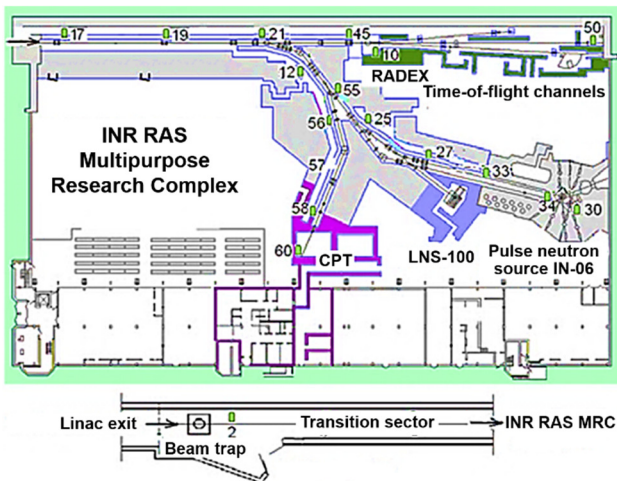 17
19
21
45
50
10
RADEX
Time-of-flight channels
12
55
56
25
INR RAS
Multipurpose
Research Complex
27
57
33
34
30
58
60
CPT
LNS-100
Pulse neutron
source IN-06
Linac exit
2
Transition sector
INR RAS MRC
Beam trap